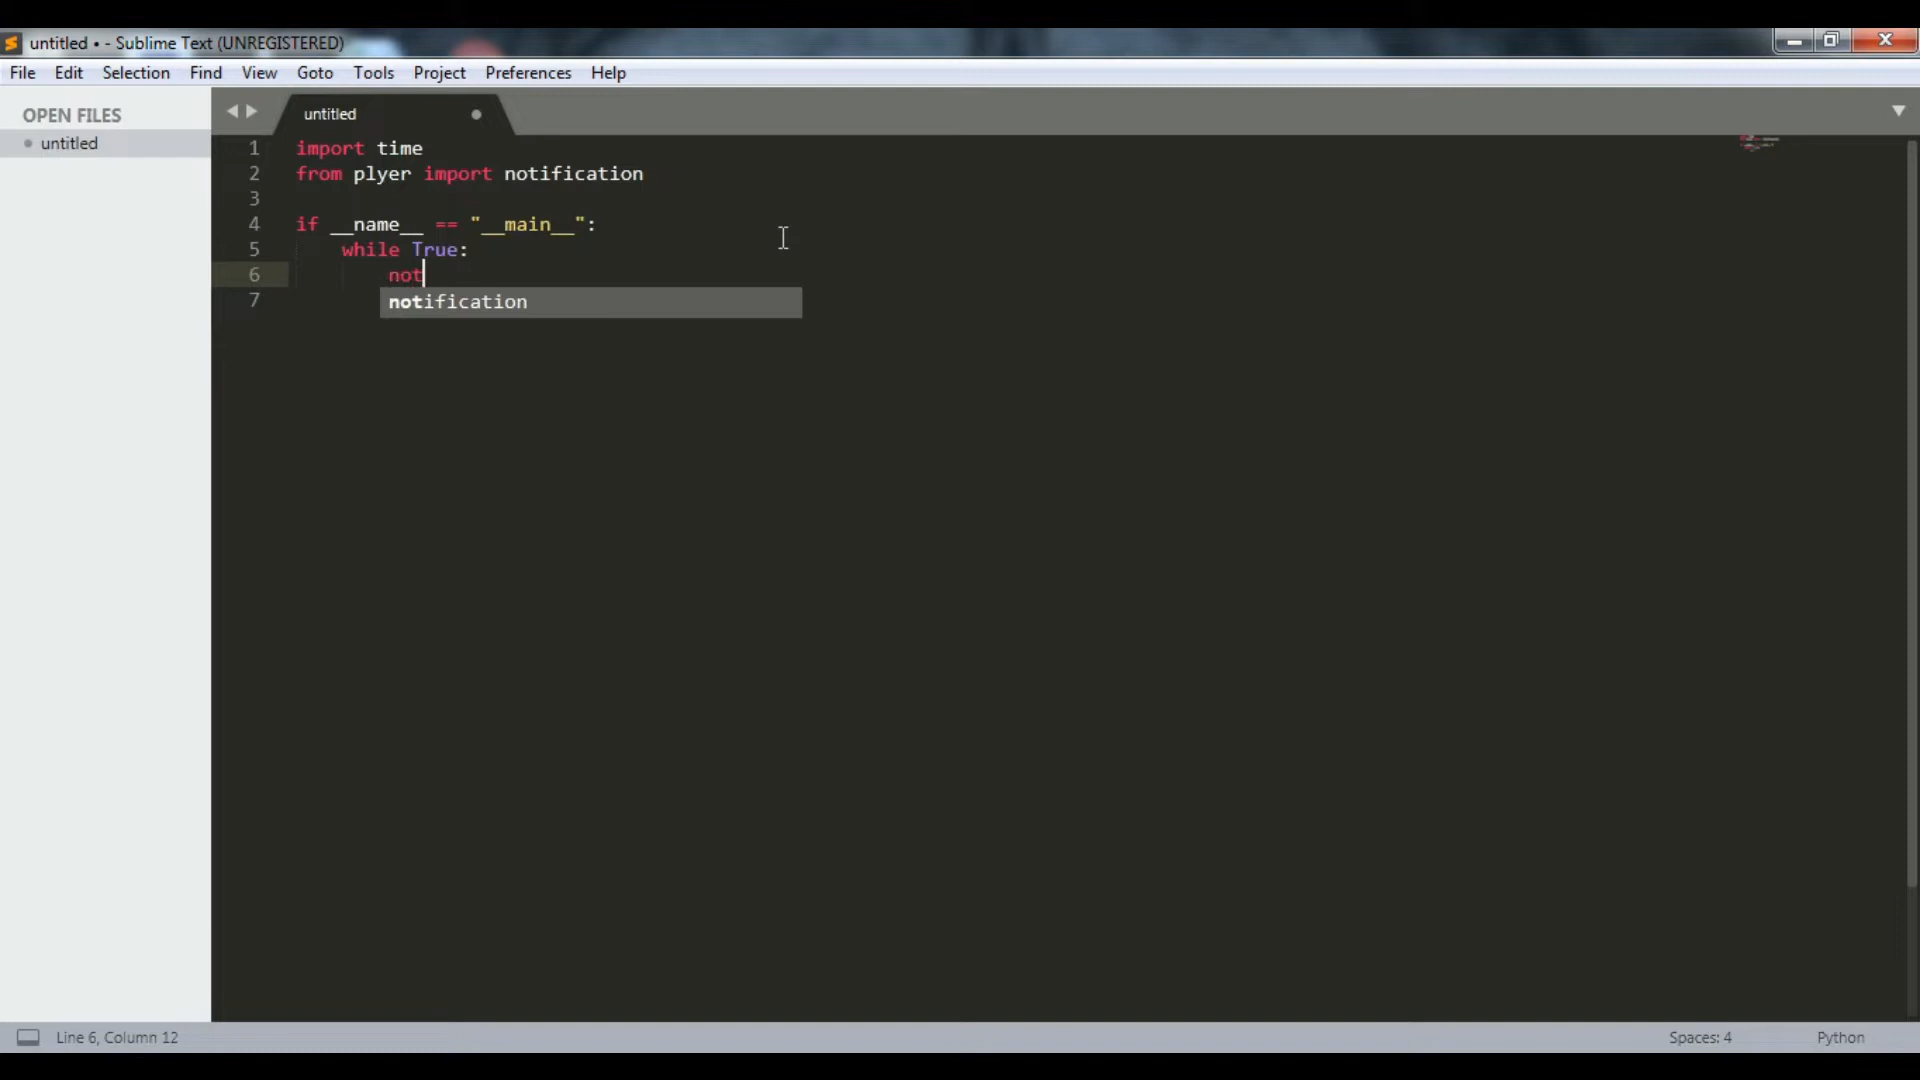 untitled • - Sublime Text (UNREGISTERED)
File Edit Selection Find View Goto Tools Project Preferences Help
OPEN FILES
untitled
untitled
1 import time
2 from plyer import notification
3
4 if __name__ == "__main__":
5 while True:
6 not
7
notification
Line 6, Column 12
Spaces: 4
Python